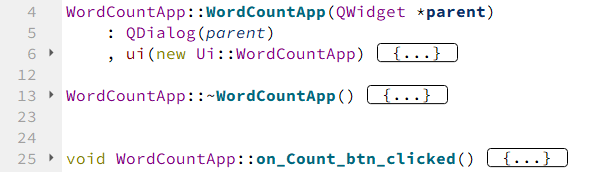 4 WordCountApp::WordCountApp(QWidget *parent)
5 : QDialog(parent)
6 , ui(new Ui::WordCountApp) {...}
12
13 WordCountApp::~WordCountApp() {...}
23
24
25 void WordCountApp::on_Count_btn_clicked() {...}